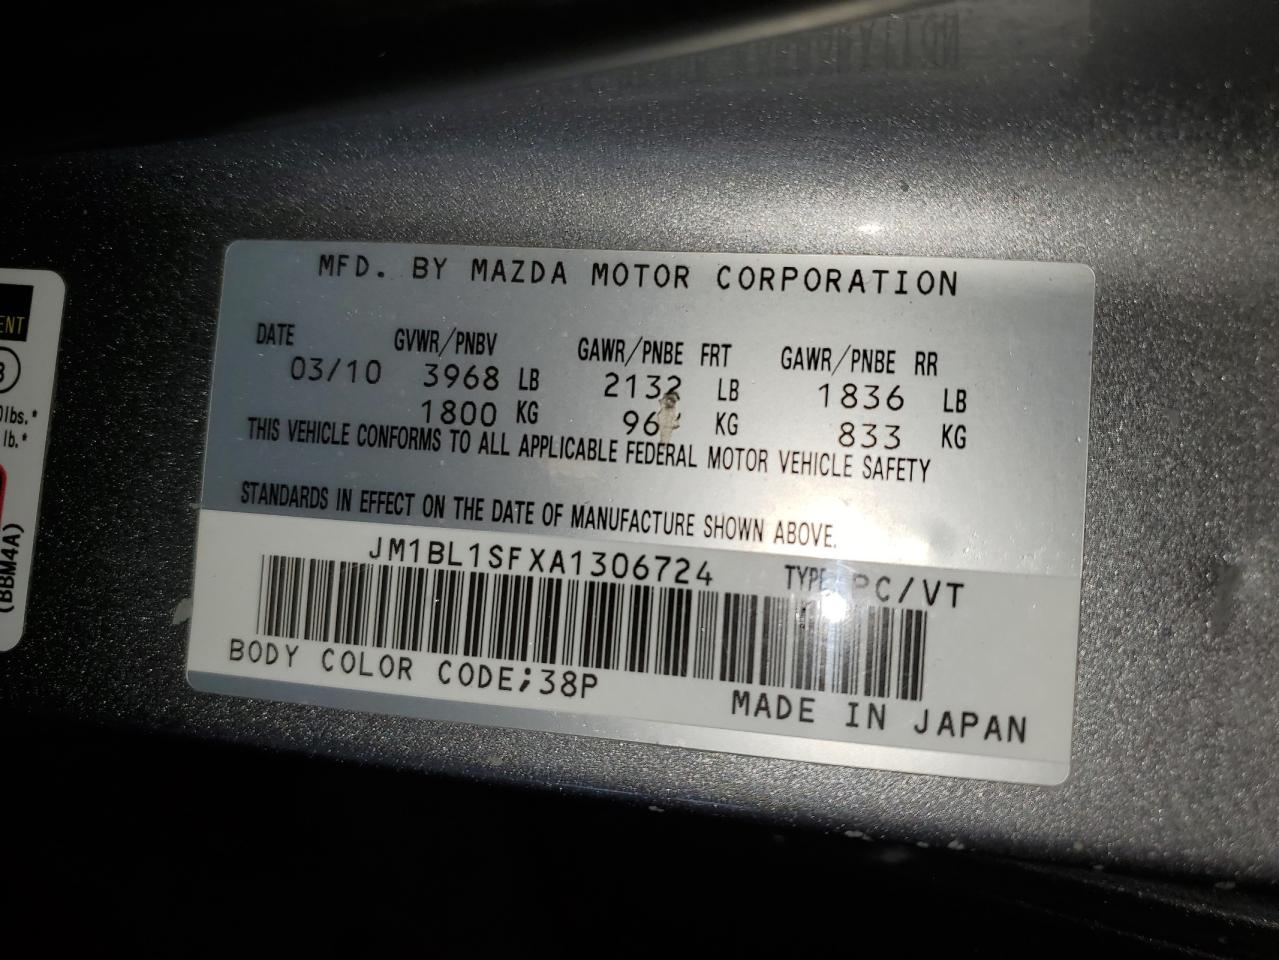 MFD. BY MAZDA MOTOR CORPORATION
DATE GVWR/PNBV GAWR/PNBE FRT GAWR/PNBE RR
03/10 3968 LB 2132 LB 1836 LB
1800 KG KG 833 KG
THIS VEHICLE CONFORMS TO ALL APPLICABLE FEDERAL MOTOR VEHICLE SAFETY
STANDARDS IN EFFECT ON THE DATE OF MANUFACTURE SHOWN ABOVE.
JM1BL1SFXA1306724 TYPE PC/VT
BODY COLOR CODE;38P
MADE IN JAPAN
lb.*
(BBM4A)